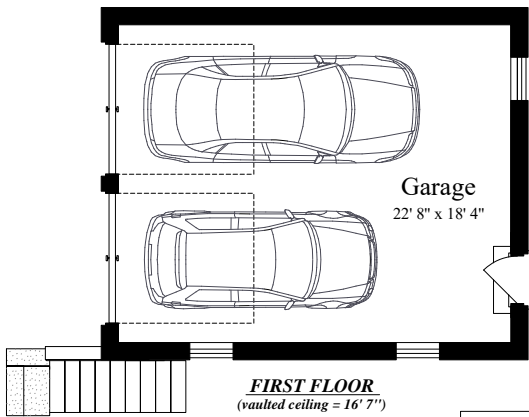 Garage
22' 8" x 18' 4"
FIRST FLOOR
(vaulted ceiling = 16' 7")